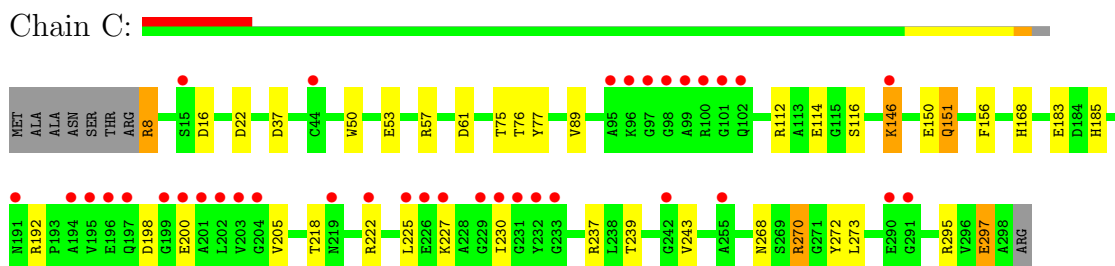 Chain C:
MET ALA ALA ASN SER THR ARG R8 S15 D16 D22 D37 C44 W50 E53 R57 D61 T75 T76 Y77 V89 A95 K96 G97 G98 A99 R100 G101 Q102 R112 A113 E114 G115 S116 K146 E150 Q151 F156 H168 E183 D184 H185
N191 R192 P193 A194 V195 E196 Q197 D198 G199 E200 A201 L202 V203 G204 V205 T218 N219 R222 L225 E226 K227 A228 G229 I230 G231 Y232 G233 R237 L238 T239 G242 V243 A255 N268 S269 R270 G271 Y272 L273 E290 G291 R295 V296 E297 A298 ARG